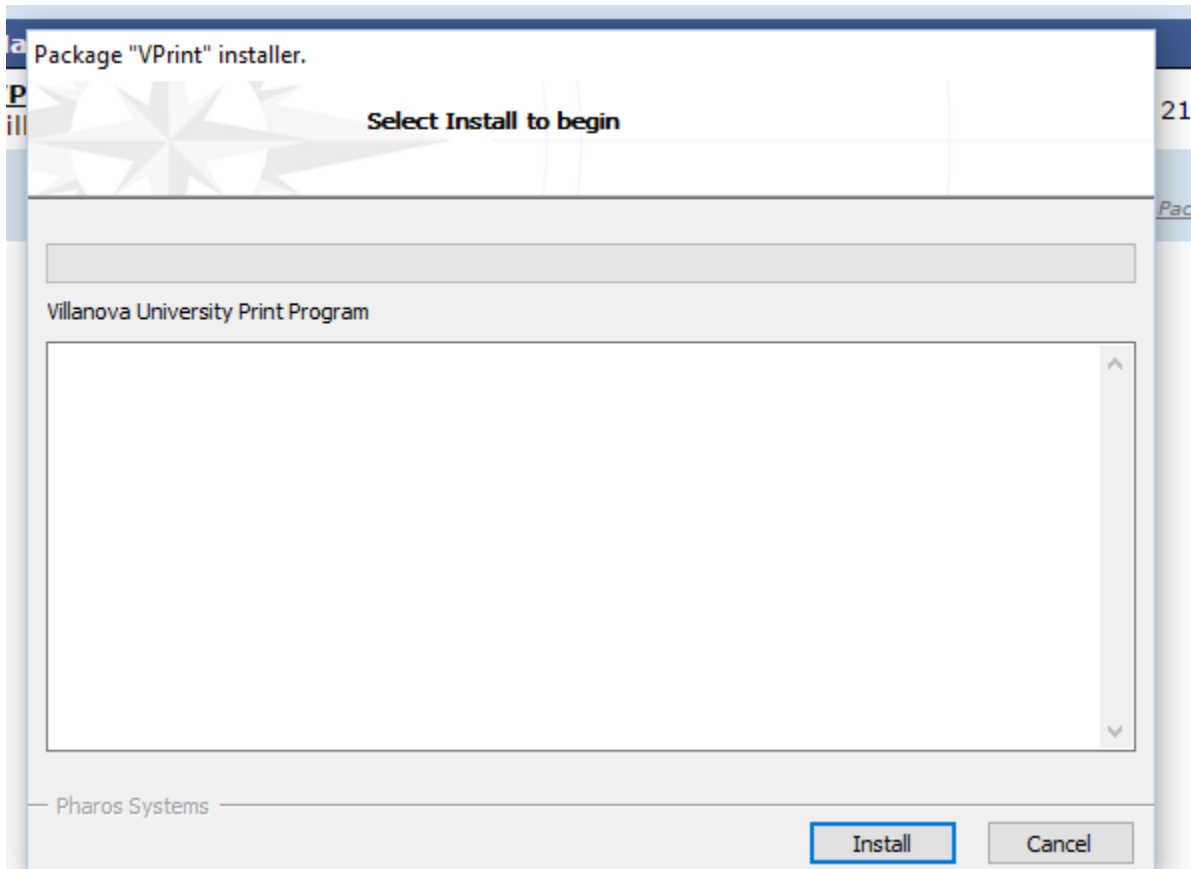 Package "VPrint" installer.
Select Install to begin
21
Villanova University Print Program
Pharos Systems
Install
Cancel